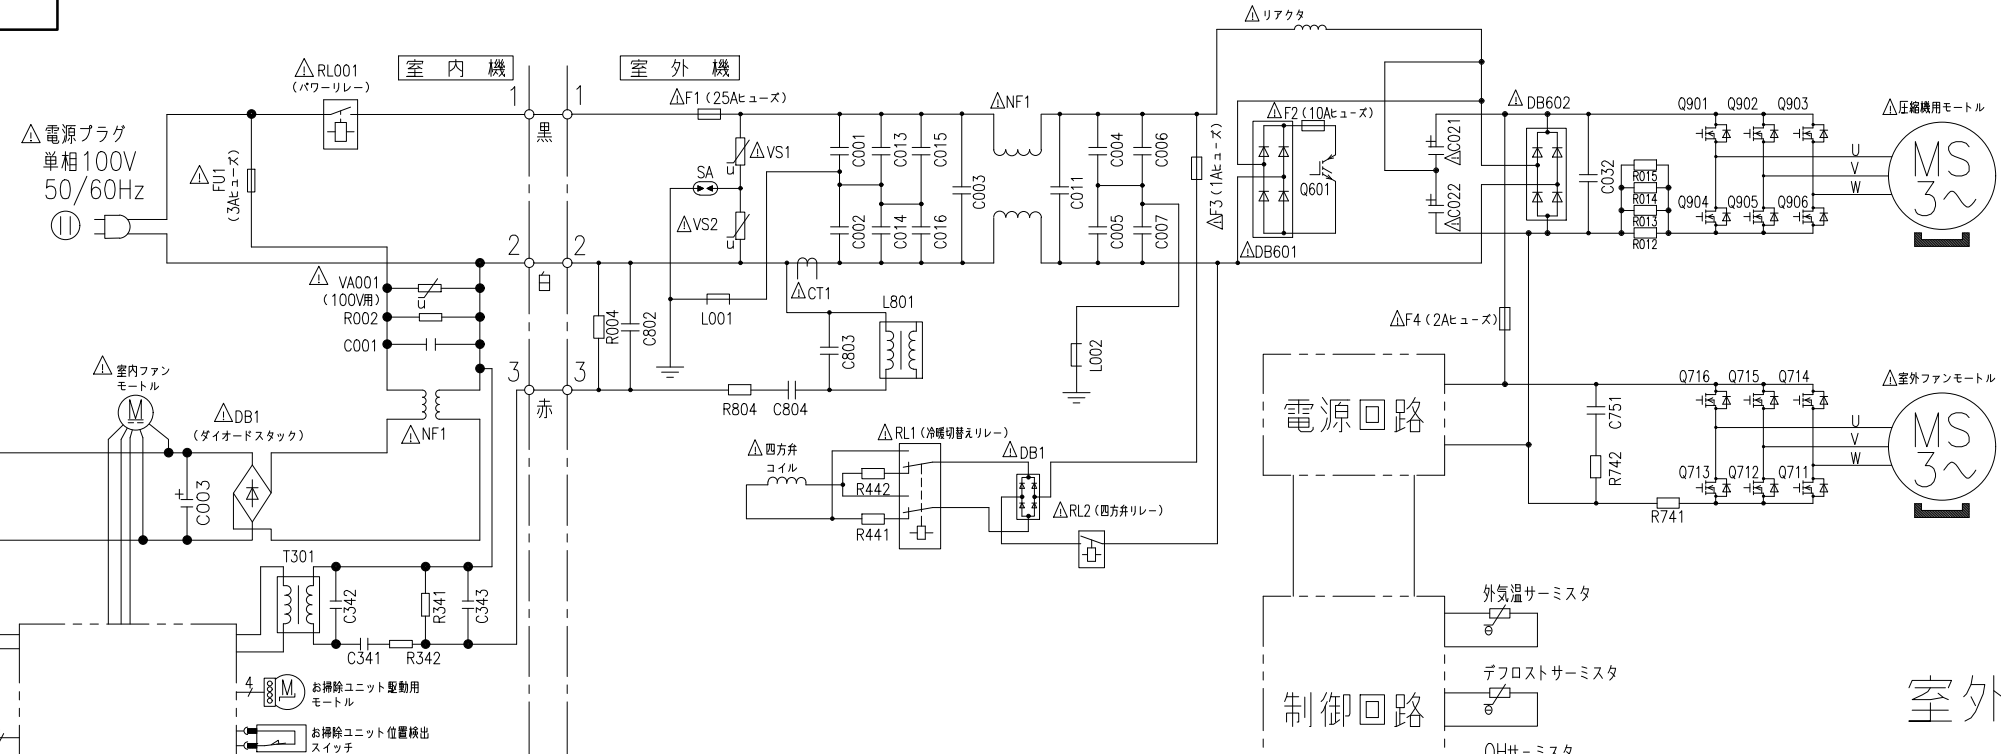 室内機
室外機
⚠リアクタ
⚠RL001
(パワーリレー)
⚠電源プラグ
単相100V
50/60Hz
⚠FU1
(3Aヒューズ)
1
1
黒
2
2
白
3
3
赤
⚠F1(25Aヒューズ)
⚠VS1
SA
⚠VS2
u
u
C001
C013
C015
C002
C014
C016
C003
⚠NF1
C011
C004
C006
C005
C007
⚠F3(1Aヒューズ)
⚠F2(10Aヒューズ)
Q601
⚠DB601
⚠C021
⚠C022
⚠DB602
C032
R015
R014
R013
R012
Q901
Q902
Q903
Q904
Q905
Q906
U
V
W
⚠圧縮機用モートル
MS
3~
⚠VA001
(100V用)
u
R002
C001
⚠NF1
R004
C802
L001
⚠CT1
L801
C803
R804
C804
L002
⚠F4(2Aヒューズ)
⚠室内ファン
モートル
M
⚠DB1
(ダイオードスタック)
C003
⚠四方弁
コイル
R442
R441
⚠RL1(冷暖切替えリレー)
⚠DB1
⚠RL2(四方弁リレー)
電源回路
C751
R742
R741
Q716
Q715
Q714
Q713
Q712
Q711
U
V
W
⚠室外ファンモートル
MS
3~
T301
C342
R341
C343
C341
R342
4
M
お掃除ユニット駆動用
モートル
お掃除ユニット位置検出
スイッチ
制御回路
外気温サーミスタ
θ
デフロストサーミスタ
θ
OHサーミスタ
室外